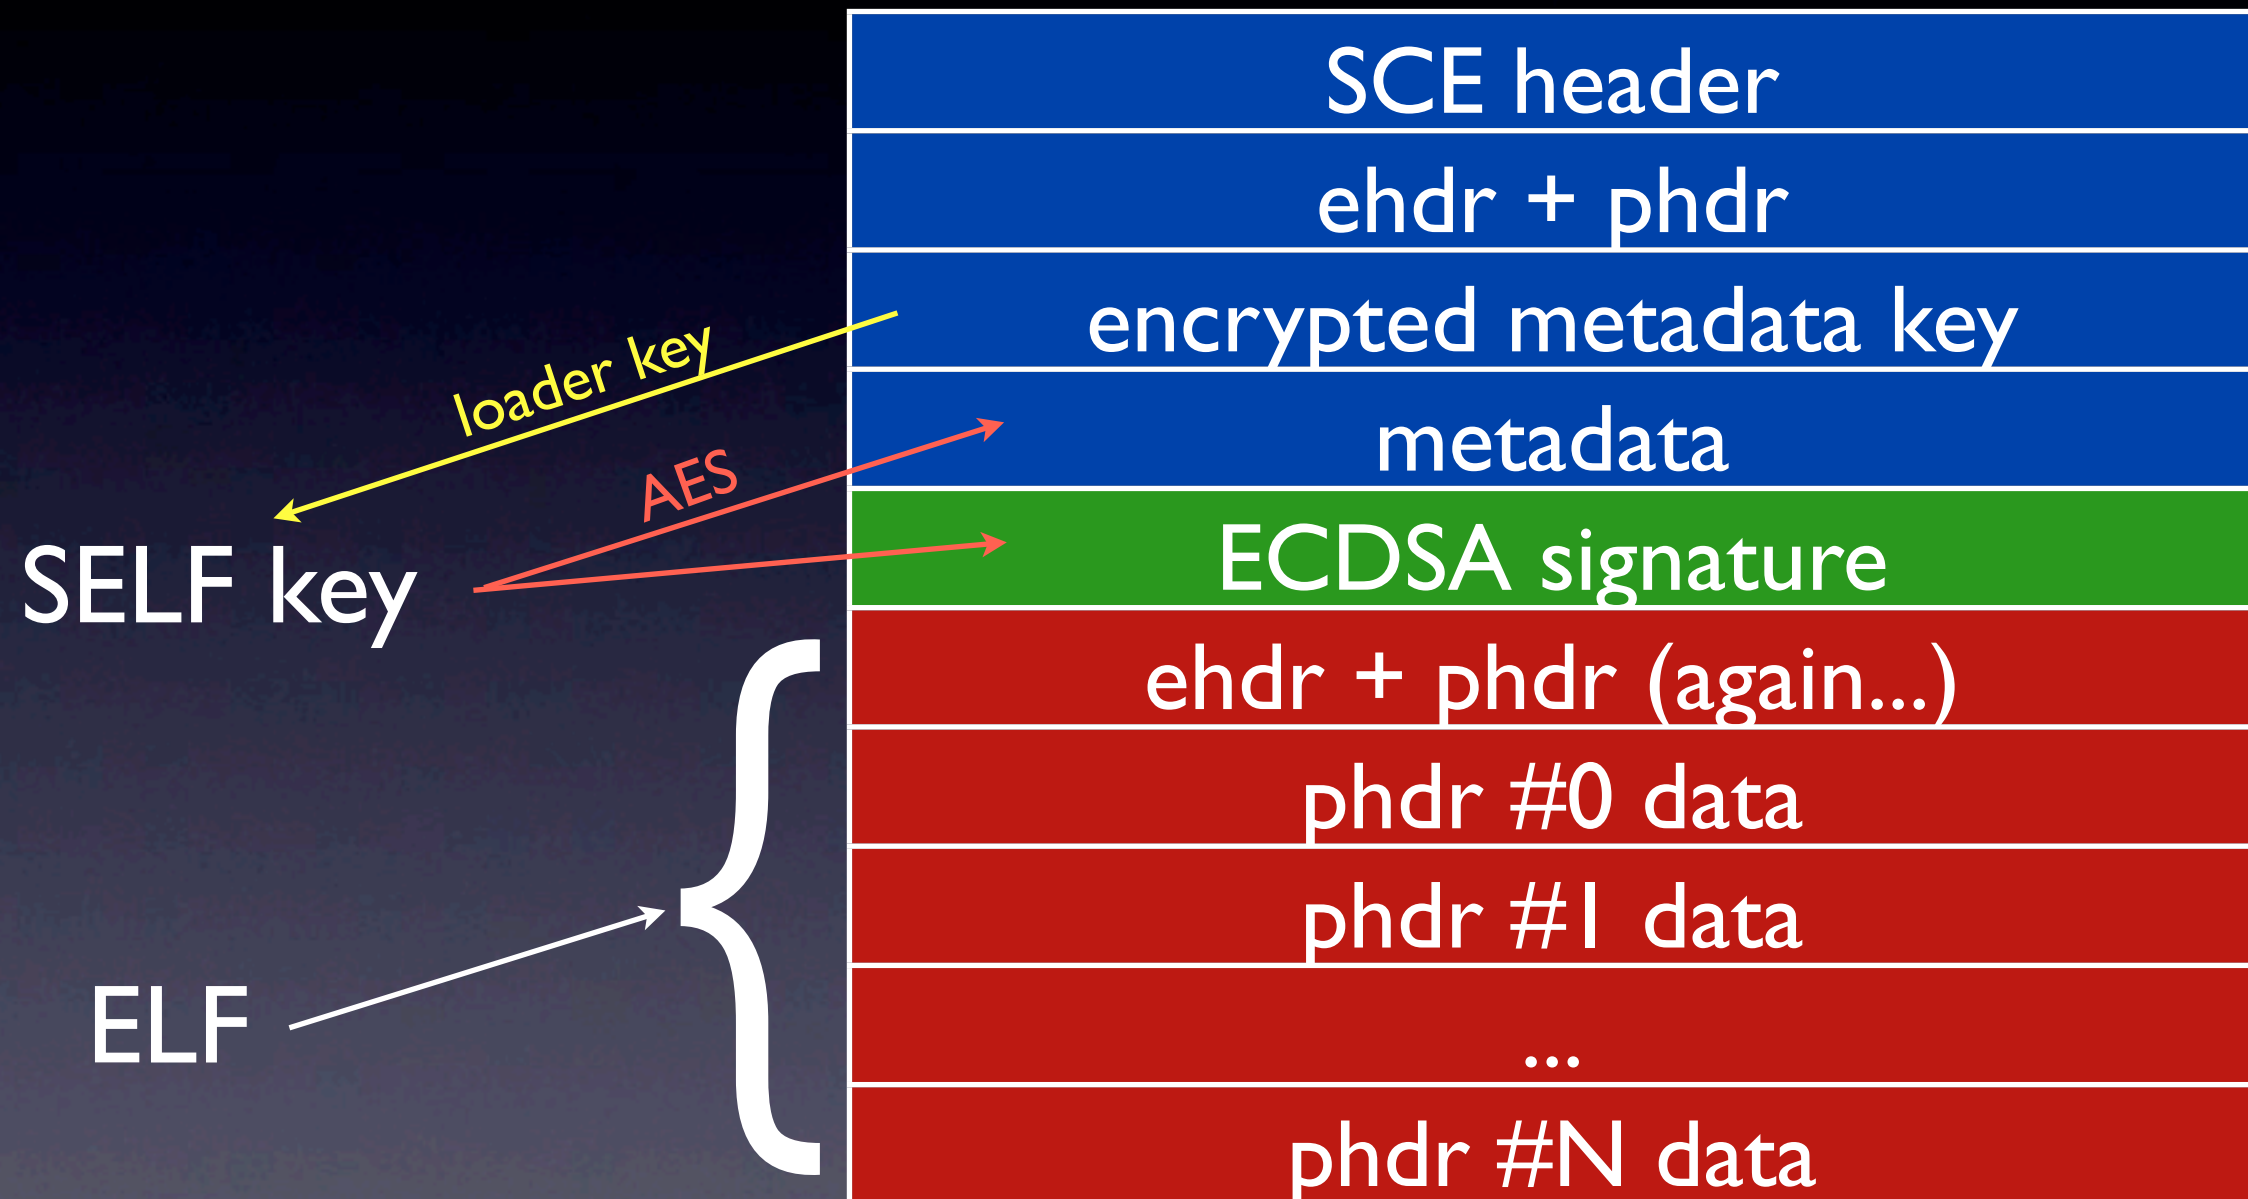 SCE header
ehdr + phdr
encrypted metadata key
loader key
metadata
AES
ECDSA signature
SELF key
ehdr + phdr (again...)
phdr #0 data
phdr #1 data
ELF
...
phdr #N data